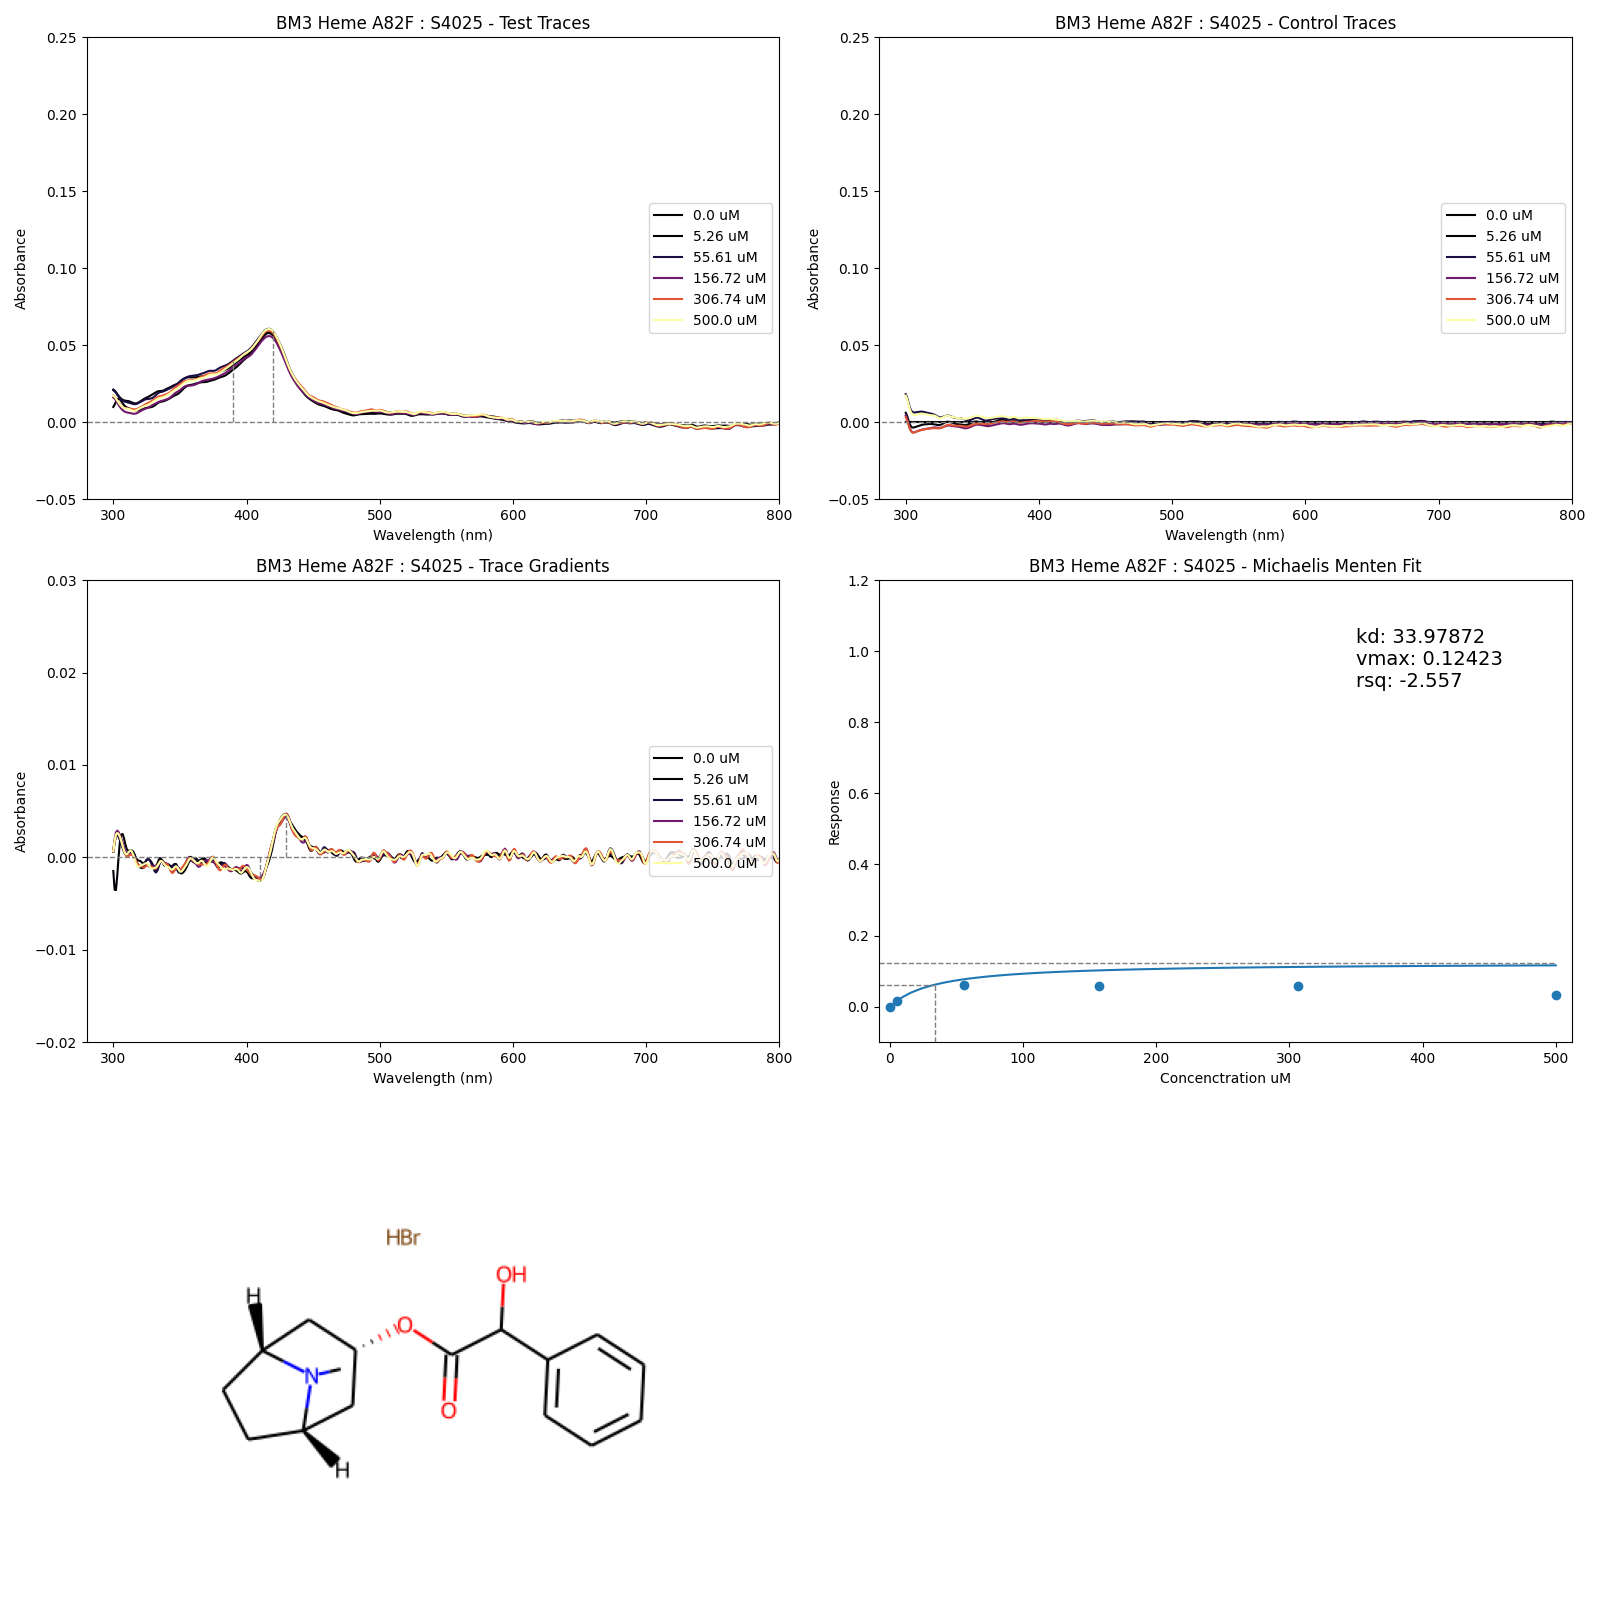 BM3 Heme A82F : S4025 - Test Traces
0.25
0.20
0.15
0.10
0.05
0.00
−0.05
Absorbance
300
400
500
600
700
800
Wavelength (nm)
0.0 uM
5.26 uM
55.61 uM
156.72 uM
306.74 uM
500.0 uM
BM3 Heme A82F : S4025 - Control Traces
0.25
0.20
0.15
0.10
0.05
0.00
−0.05
Absorbance
300
400
500
600
700
800
Wavelength (nm)
0.0 uM
5.26 uM
55.61 uM
156.72 uM
306.74 uM
500.0 uM
BM3 Heme A82F : S4025 - Trace Gradients
0.03
0.02
0.01
0.00
−0.01
−0.02
Absorbance
300
400
500
600
700
800
Wavelength (nm)
0.0 uM
5.26 uM
55.61 uM
156.72 uM
306.74 uM
500.0 uM
BM3 Heme A82F : S4025 - Michaelis Menten Fit
1.2
1.0
0.8
0.6
0.4
0.2
0.0
Response
0
100
200
300
400
500
Concenctration uM
kd: 33.97872
vmax: 0.12423
rsq: -2.557
HBr
OH
H
O
N
O
H